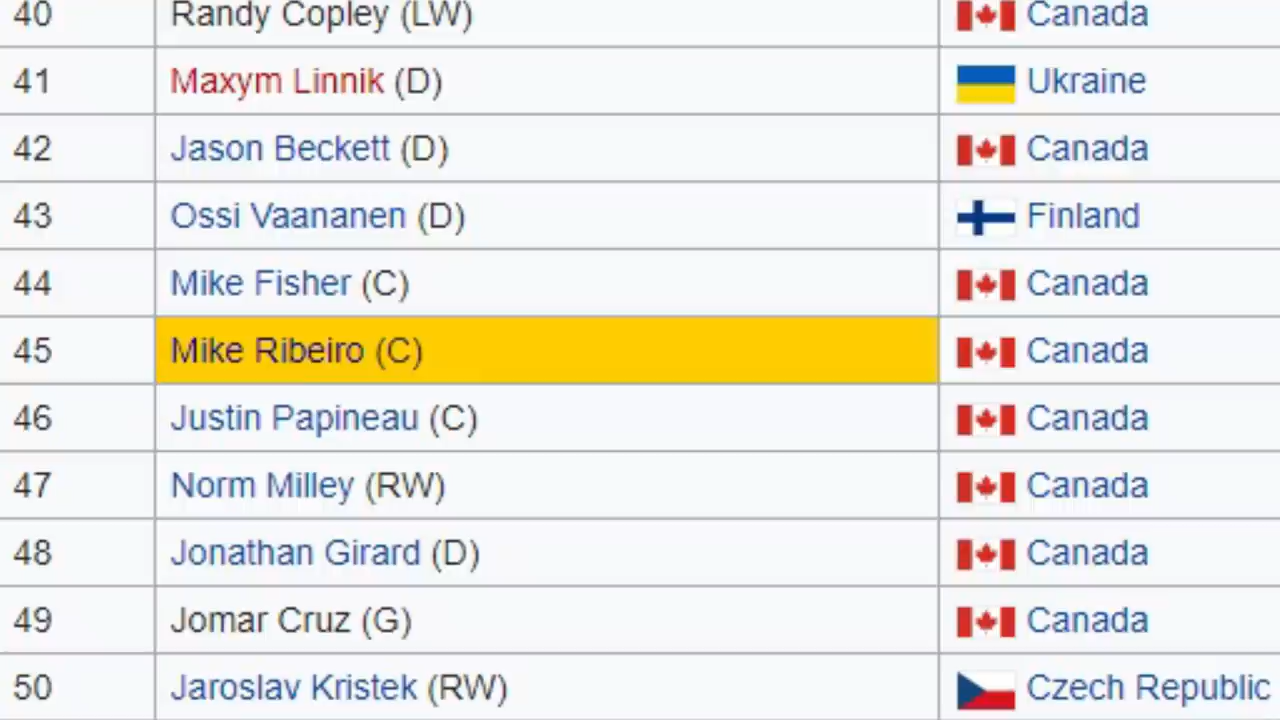 40 Randy Copley (LW) Canada
41 Maxym Linnik (D) Ukraine
42 Jason Beckett (D) Canada
43 Ossi Vaananen (D) Finland
44 Mike Fisher (C) Canada
45 Mike Ribeiro (C) Canada
46 Justin Papineau (C) Canada
47 Norm Milley (RW) Canada
48 Jonathan Girard (D) Canada
49 Jomar Cruz (G) Canada
50 Jaroslav Kristek (RW) Czech Republic